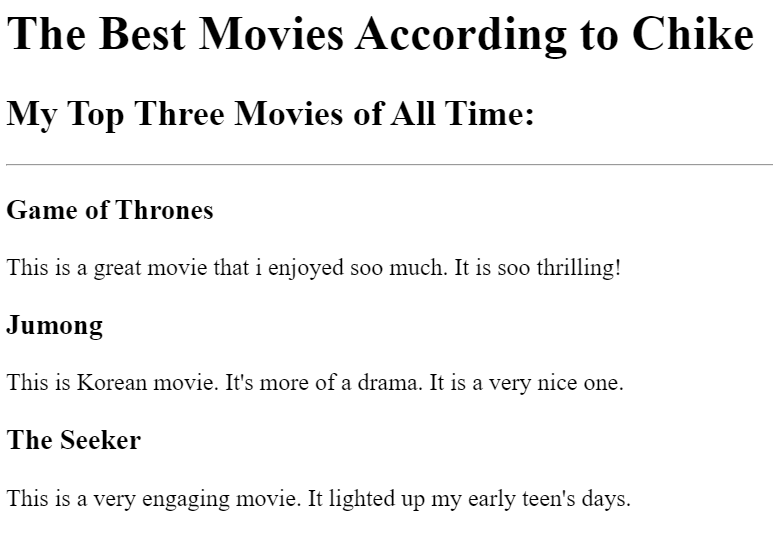 The Best Movies According to Chike
My Top Three Movies of All Time:
Game of Thrones
This is a great movie that i enjoyed soo much. It is soo thrilling!
Jumong
This is Korean movie. It's more of a drama. It is a very nice one.
The Seeker
This is a very engaging movie. It lighted up my early teen's days.